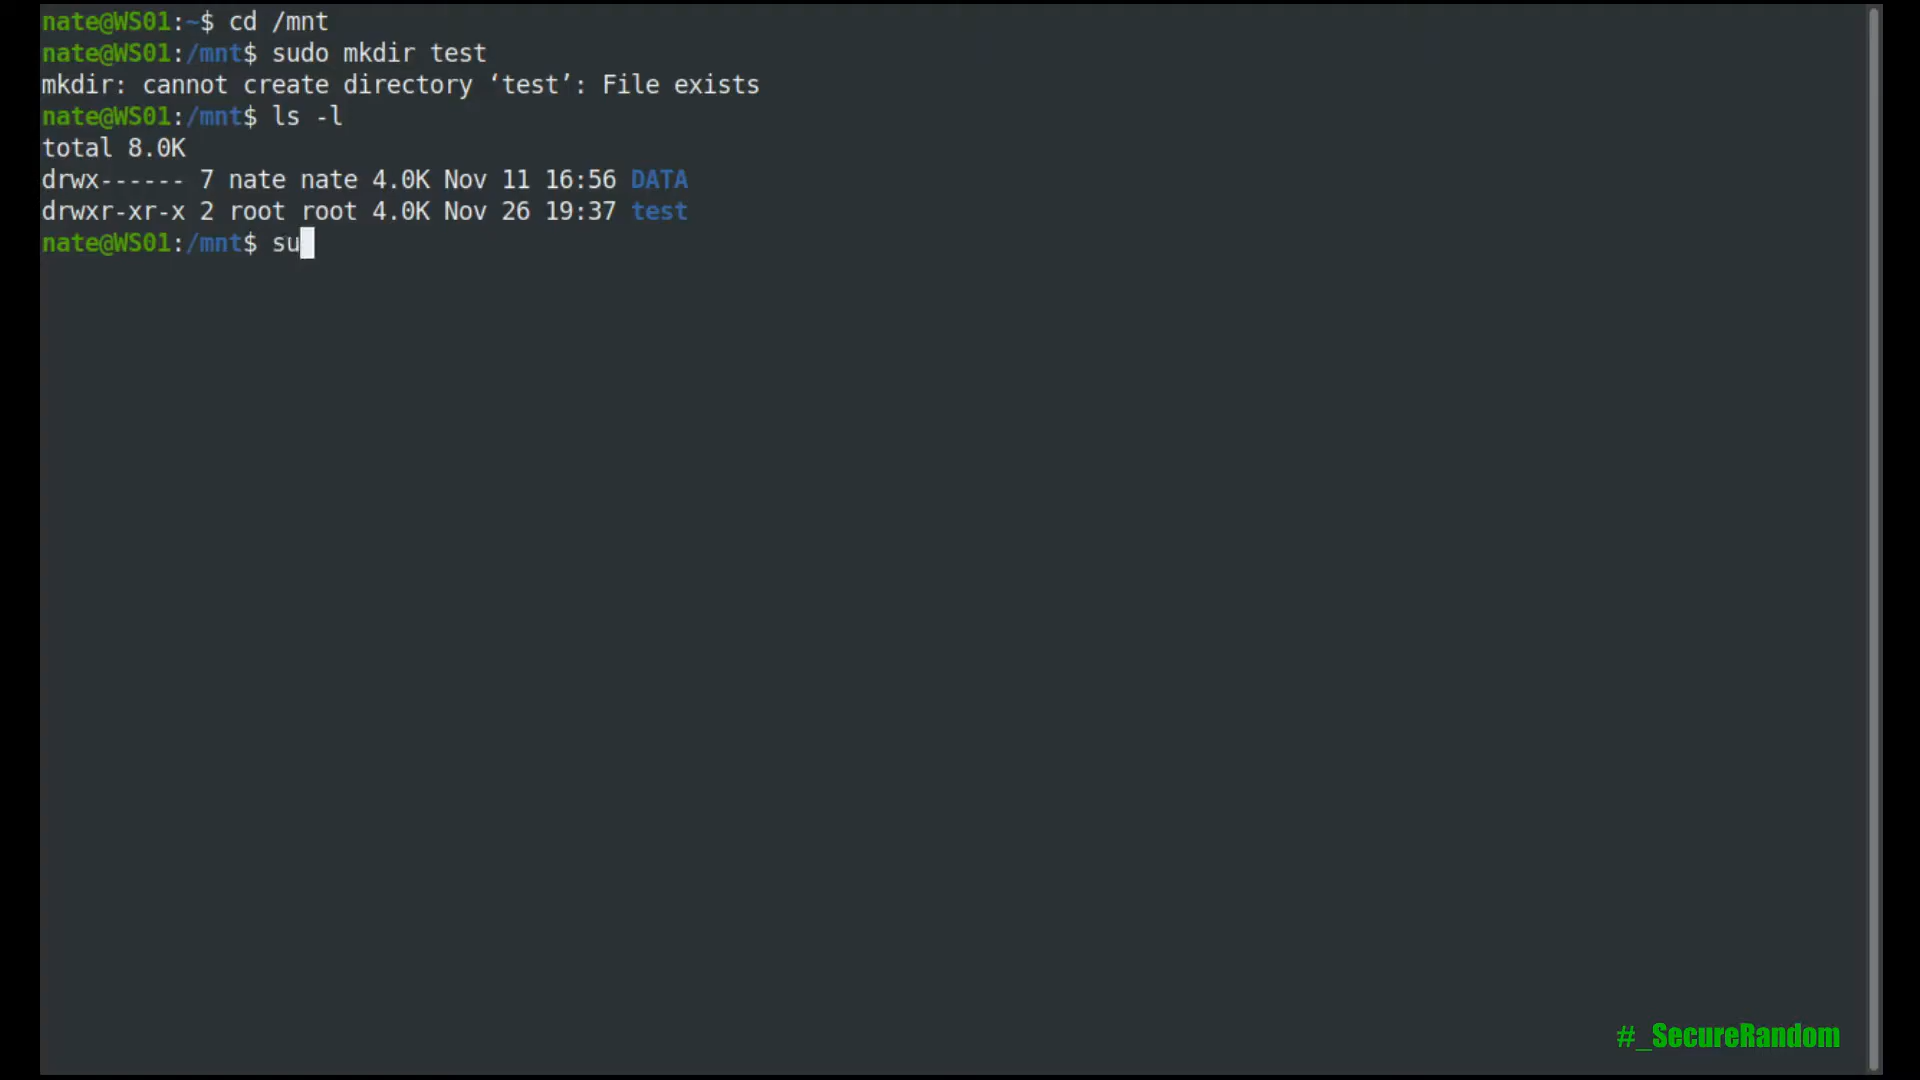 nate@WS01:~$ cd /mnt
nate@WS01:/mnt$ sudo mkdir test
mkdir: cannot create directory ‘test’: File exists
nate@WS01:/mnt$ ls -l
total 8.0K
drwx------ 7 nate nate 4.0K Nov 11 16:56 DATA
drwxr-xr-x 2 root root 4.0K Nov 26 19:37 test
nate@WS01:/mnt$ su
#_SecureRandom